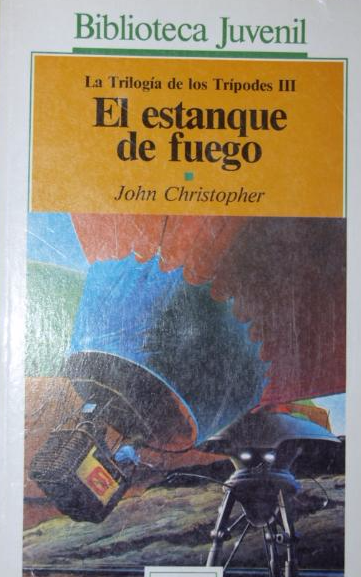 Biblioteca Juvenil
La Trilogía de los Trípodes III
El estanque
de fuego
John Christopher